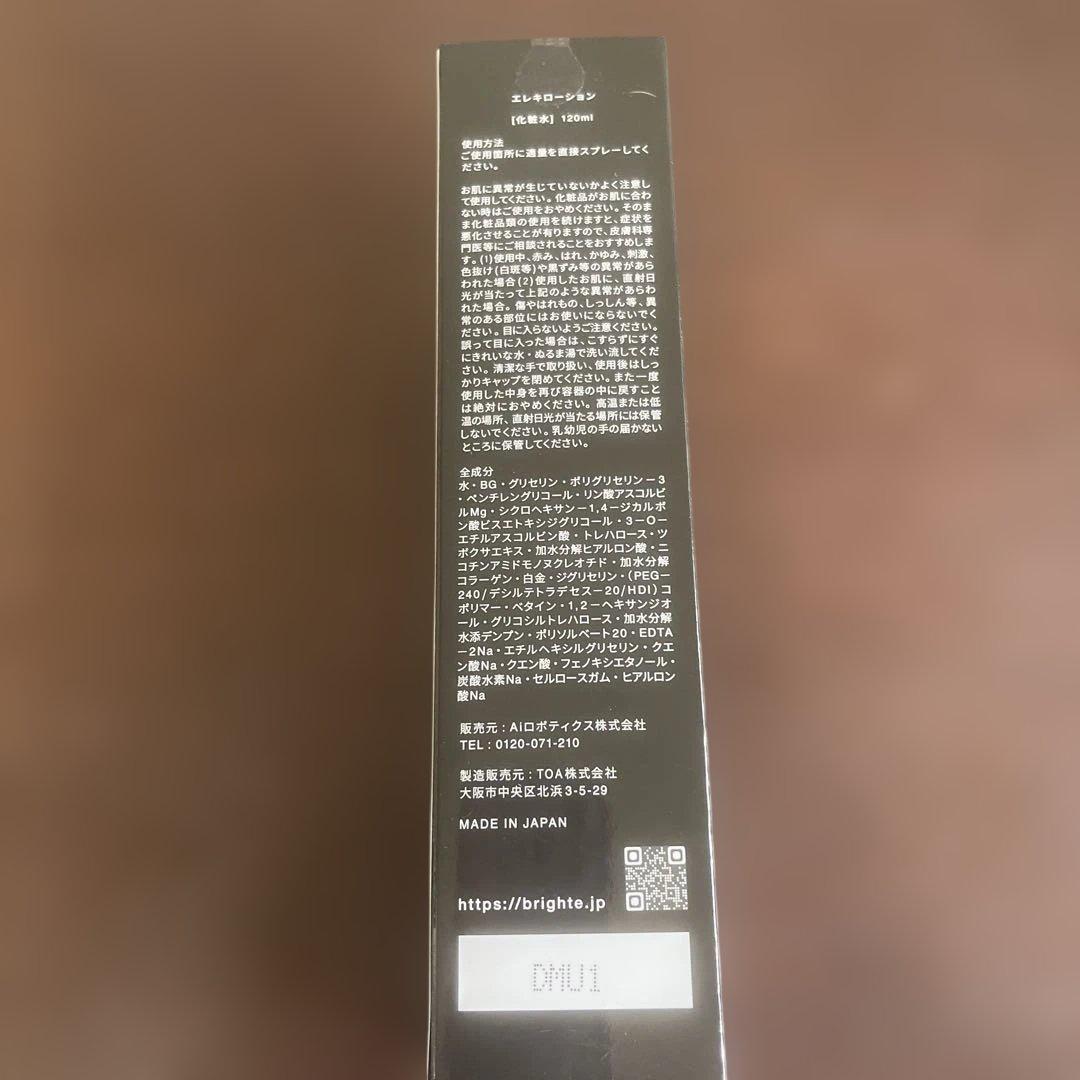 エレキローション
[化粧水] 120ml
使用方法
ご使用箇所に適量を直接スプレーしてく
ださい。
お肌に異常が生じていないかよく注意し
て使用してください。化粧品がお肌に合わ
ない時はご使用をおやめください。そのま
ま化粧品類の使用を続けますと、症状を
悪化させることが有りますので、皮膚科専
門医等にご相談されることをおすすめしま
す。(1)使用中、赤み、はれ、かゆみ、刺激、
色抜け(白斑等)や黒ずみ等の異常があら
われた場合(2)使用したお肌に、直射日
光が当たって上記のような異常があらわ
れた場合。傷やはれもの、しっしん等、異
常のある部位にはお使いにならないでく
ださい。目に入らないようご注意ください。
誤って目に入った場合は、こすらずにすぐ
にきれいな水・ぬるま湯で洗い流してくだ
さい。清潔な手で取り扱い、使用後はしっ
かりキャップを閉めてください。また一度
使用した中身を再び容器の中に戻すこと
は絶対におやめください。高温または低
温の場所、直射日光が当たる場所には保管
しないでください。乳幼児の手の届かない
ところに保管してください。
全成分
水・BG・グリセリン・ポリグリセリン－3
・ペンチレングリコール・リン酸アスコルビ
ルMg・シクロヘキサン－1,4－ジカルボ
ン酸ビスエトキシジグリコール・3－O－
エチルアスコルビン酸・トレハロース・ツ
ボクサエキス・加水分解ヒアルロン酸・ニ
コチンアミドモノヌクレオチド・加水分解
コラーゲン・白金・ジグリセリン・(PEG－
240/デシルテトラデセス－20/HDI)コ
ポリマー・ベタイン・1,2－ヘキサンジオ
ール・グリコシルトレハロース・加水分解
水添デンプン・ポリソルベート20・EDTA
－2Na・エチルヘキシルグリセリン・クエ
ン酸Na・クエン酸・フェノキシエタノール・
炭酸水素Na・セルロースガム・ヒアルロン
酸Na
販売元：Aiロボティクス株式会社
TEL：0120-071-210
製造販売元：TOA株式会社
大阪市中央区北浜3-5-29
MADE IN JAPAN
https://brighte.jp
DMU1